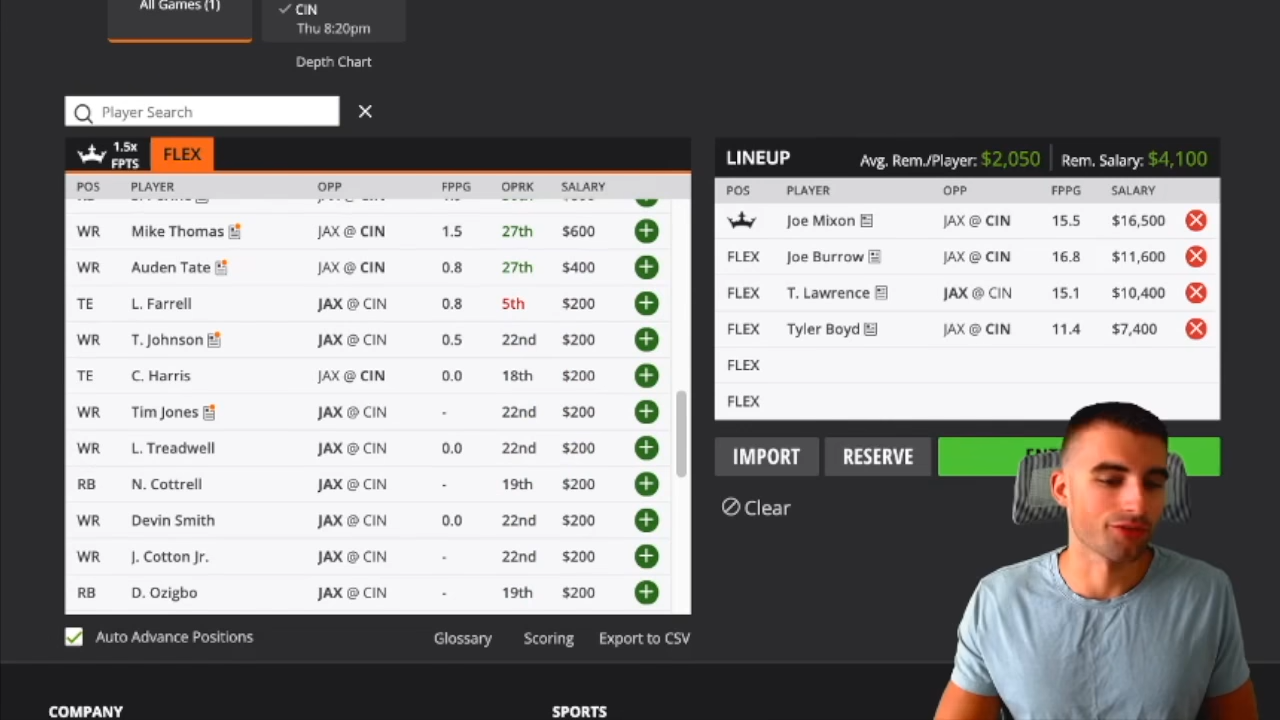 All Games (1)
CIN
Thu 8:20pm
Depth Chart
Player Search
1.5x
FPTS
FLEX
POS PLAYER OPP FPPG OPRK SALARY
WR Mike Thomas JAX @ CIN 1.5 27th $600
WR Auden Tate JAX @ CIN 0.8 27th $400
TE L. Farrell JAX @ CIN 0.8 5th $200
WR T. Johnson JAX @ CIN 0.5 22nd $200
TE C. Harris JAX @ CIN 0.0 18th $200
WR Tim Jones JAX @ CIN - 22nd $200
WR L. Treadwell JAX @ CIN 0.0 22nd $200
RB N. Cottrell JAX @ CIN - 19th $200
WR Devin Smith JAX @ CIN 0.0 22nd $200
WR J. Cotton Jr. JAX @ CIN - 22nd $200
RB D. Ozigbo JAX @ CIN - 19th $200
Auto Advance Positions
Glossary Scoring Export to CSV
LINEUP Avg. Rem./Player: $2,050 Rem. Salary: $4,100
POS PLAYER OPP FPPG SALARY
Joe Mixon JAX @ CIN 15.5 $16,500
FLEX Joe Burrow JAX @ CIN 16.8 $11,600
FLEX T. Lawrence JAX @ CIN 15.1 $10,400
FLEX Tyler Boyd JAX @ CIN 11.4 $7,400
FLEX
FLEX
IMPORT RESERVE
Clear
COMPANY SPORTS